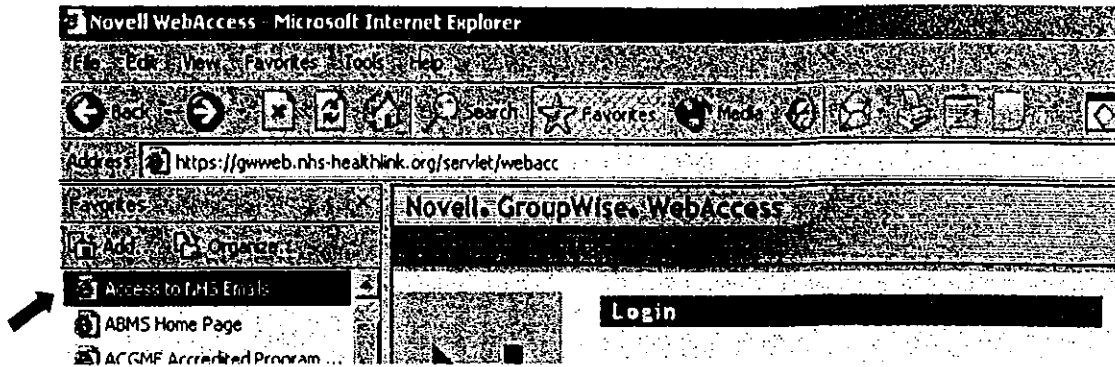 Novell WebAccess - Microsoft Internet Explorer
File Edit View Favorites Tools Help
Back Search Favorites Media
Address https://gwweb.nhs-healthlink.org/servlet/webacc
Favorites x
Novell. GroupWise. WebAccess
Add Organize...
Access to NHS Emails
Login
ABMS Home Page
ACGME Accredited Program ...